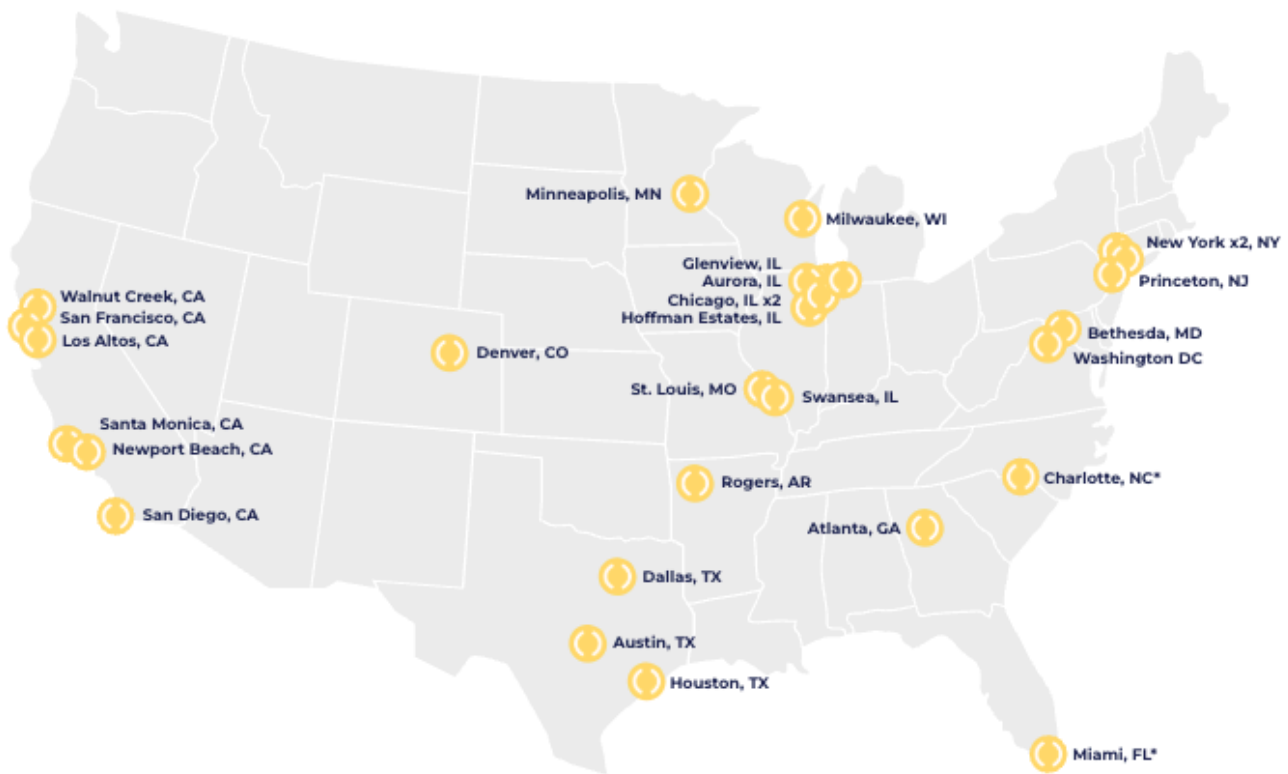 Minneapolis, MN
Milwaukee, WI
New York x2, NY
Glenview, IL
Aurora, IL
Princeton, NJ
Walnut Creek, CA
Chicago, IL x2
San Francisco, CA
Hoffman Estates, IL
Bethesda, MD
Los Altos, CA
Denver, CO
Washington DC
St. Louis, MO
Swansea, IL
Santa Monica, CA
Newport Beach, CA
Rogers, AR
Charlotte, NC*
San Diego, CA
Atlanta, GA
Dallas, TX
Austin, TX
Houston, TX
Miami, FL*